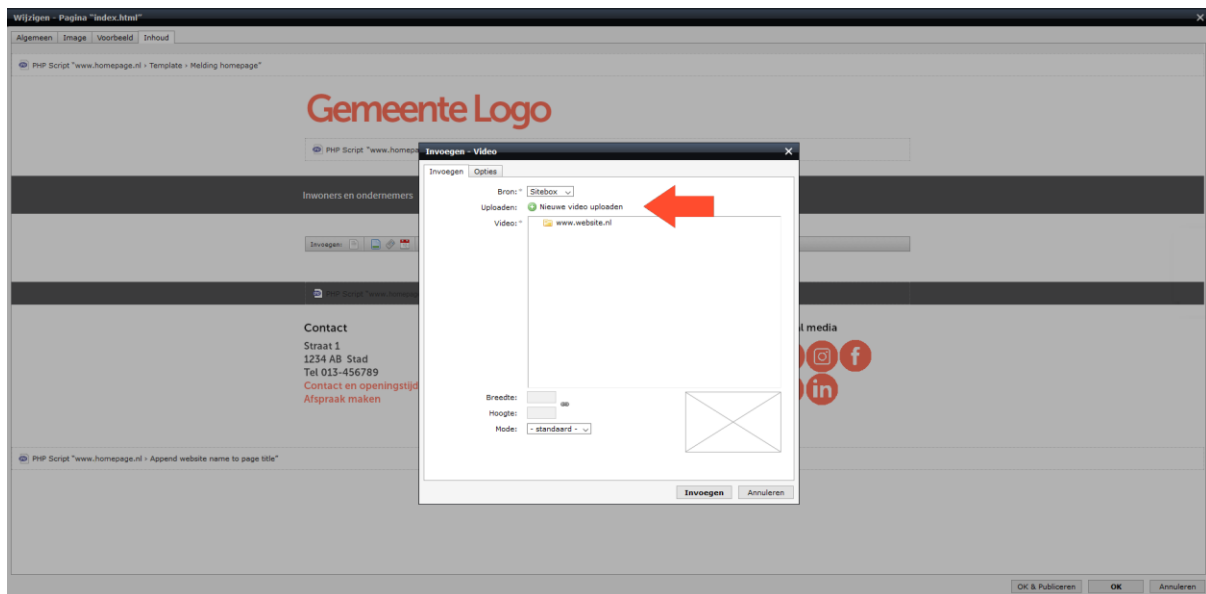 Wijzigen - Pagina "index.html"
Algemeen Image Voorbeeld Inhoud
PHP Script "www.homepage.nl › Template › Melding homepage"
Gemeente Logo
PHP Script "www.homepa
Inwoners en ondernemers
Invoegen:
PHP Script "www.homepag
Contact
Straat 1
1234 AB Stad
Tel 013-456789
Contact en openingstijd
Afspraak maken
l media
PHP Script "www.homepage.nl › Append website name to page title"
Invoegen - Video
Invoegen Opties
Bron: * Sitebox
Uploaden: Nieuwe video uploaden
Video: * www.website.nl
Breedte:
Hoogte:
Mode: - standaard -
Invoegen Annuleren
OK & Publiceren OK Annuleren